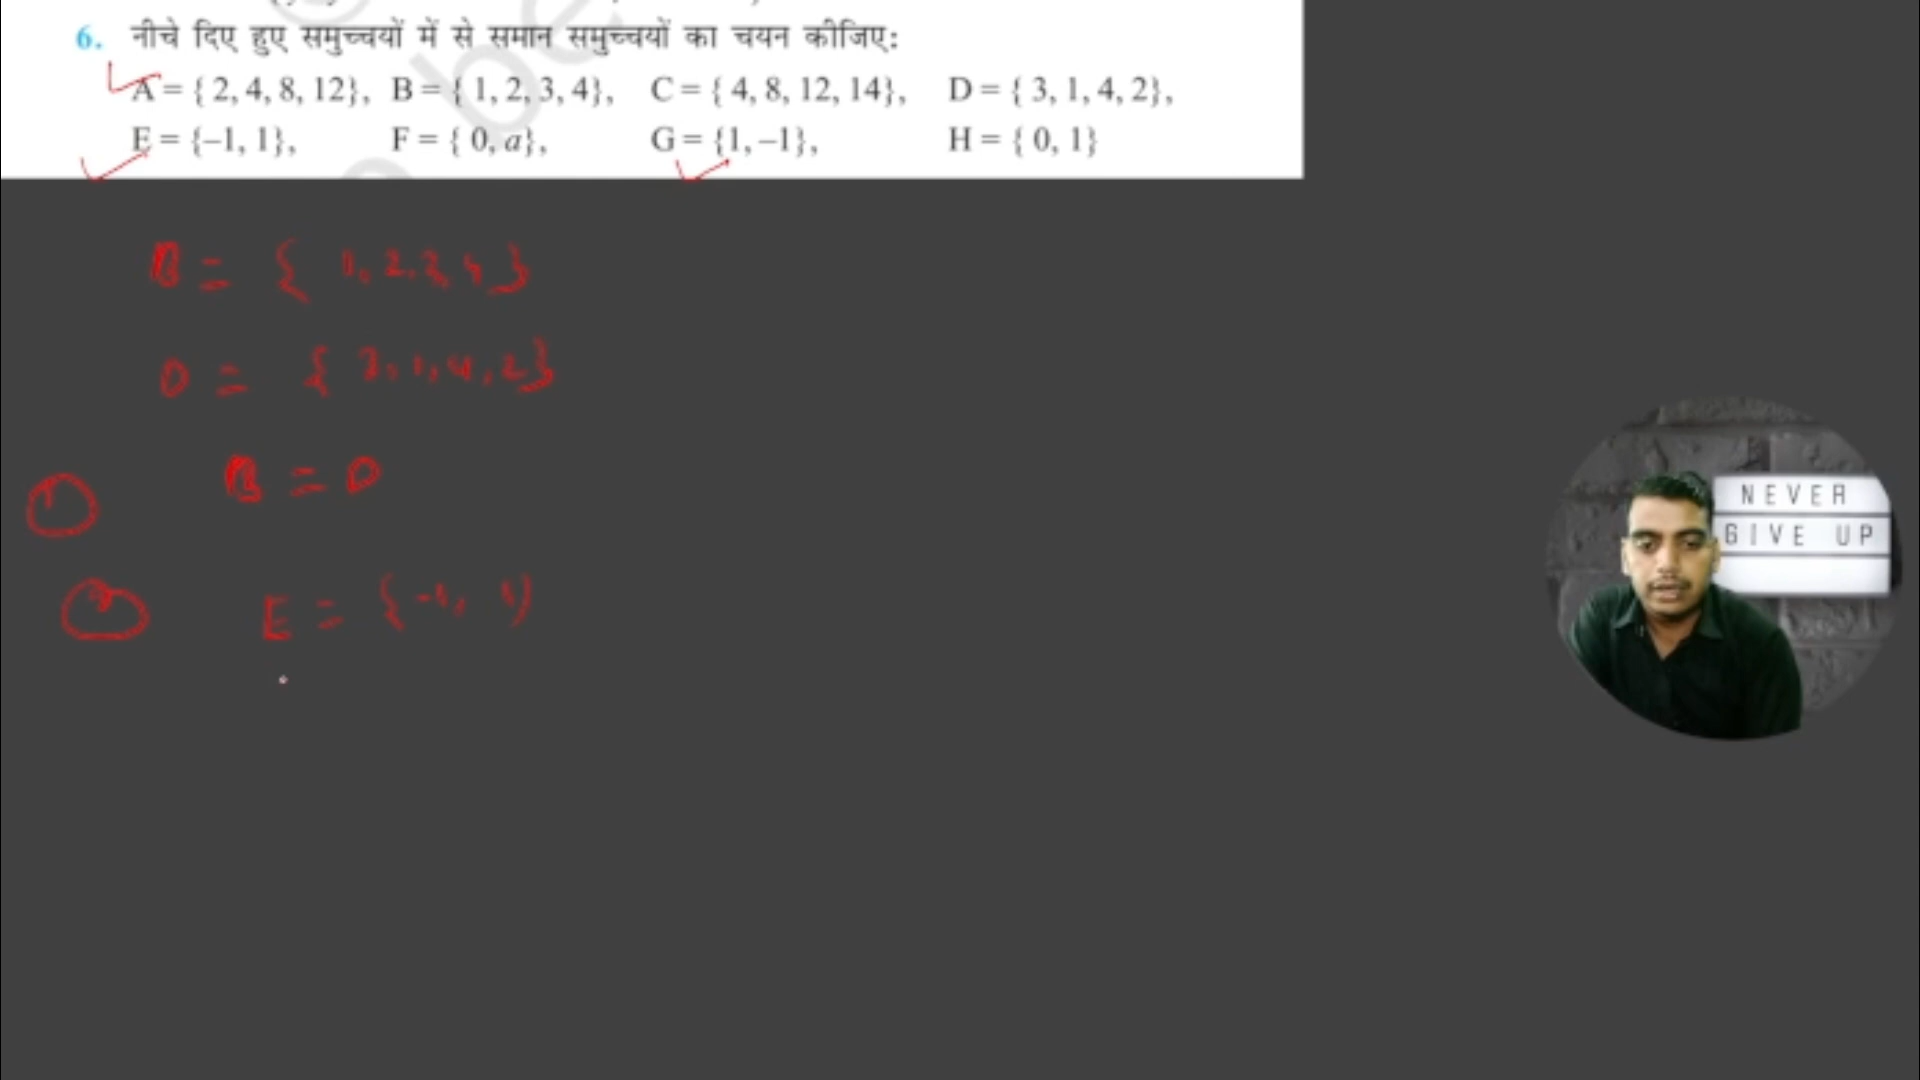 6. नीचे दिए हुए समुच्चयों में से समान समुच्चयों का चयन कीजिए:
A = { 2, 4, 8, 12}, B = { 1, 2, 3, 4}, C = { 4, 8, 12, 14}, D = { 3, 1, 4, 2},
E = {–1, 1}, F = { 0, a}, G = {1, –1}, H = { 0, 1}
B = { 1, 2, 3, 4 }
D = { 3, 1, 4, 2 }
1 B = D
2 E = {-1, 1}
NEVER
GIVE UP